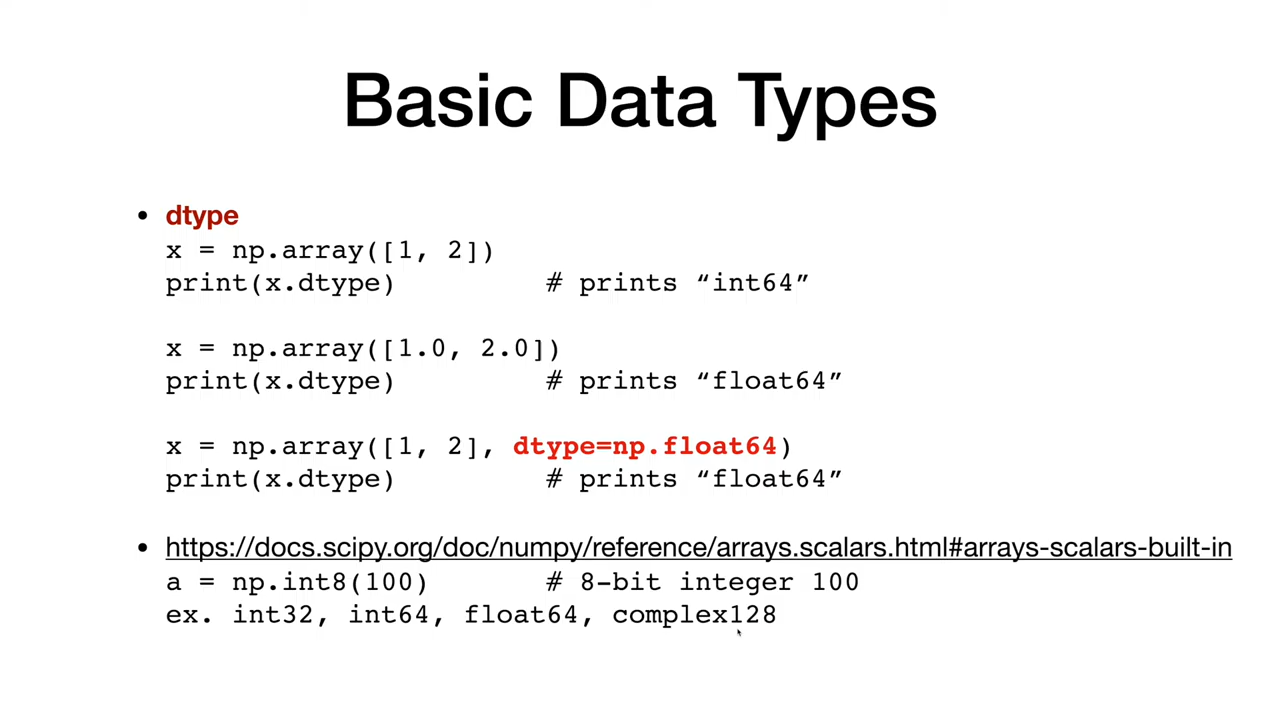 Basic Data Types
• dtype
x = np.array([1, 2])
print(x.dtype)         # prints “int64”
x = np.array([1.0, 2.0])
print(x.dtype)         # prints “float64”
x = np.array([1, 2], dtype=np.float64)
print(x.dtype)         # prints “float64”
• https://docs.scipy.org/doc/numpy/reference/arrays.scalars.html#arrays-scalars-built-in
a = np.int8(100)       # 8-bit integer 100
ex. int32, int64, float64, complex128